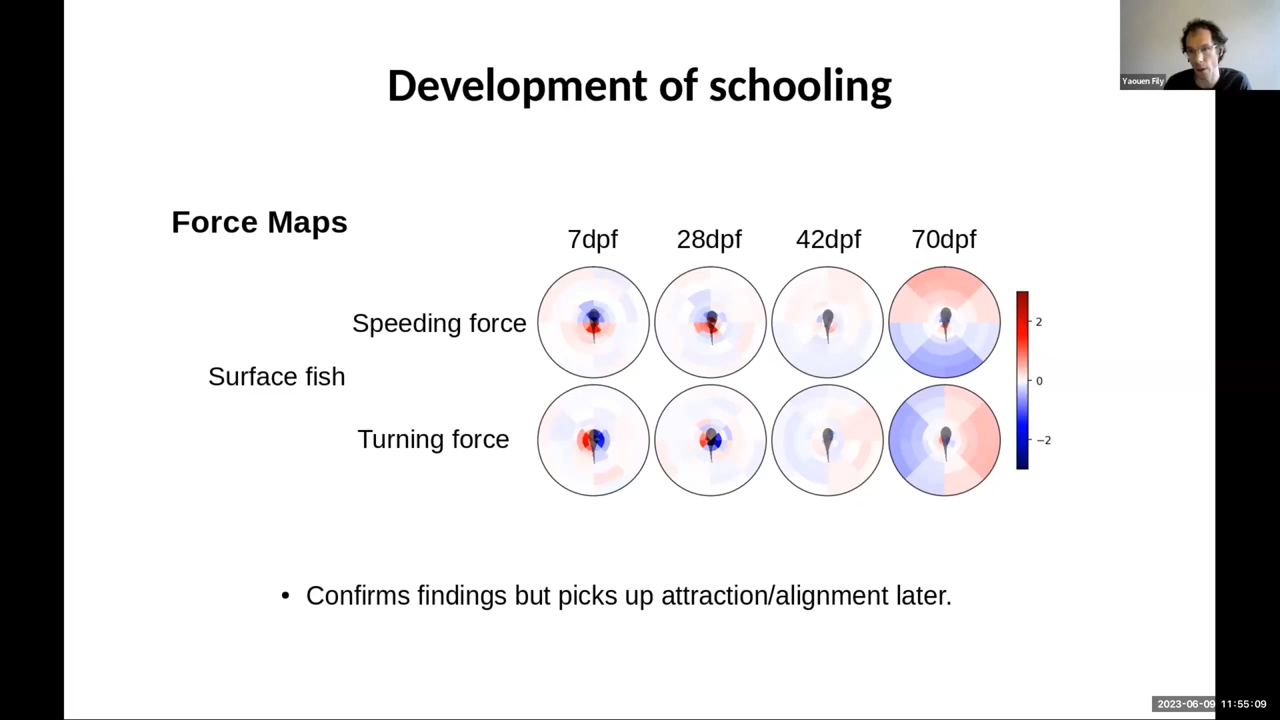 Development of schooling
Yaouen Fily
Force Maps
7dpf 28dpf 42dpf 70dpf
Speeding force
Surface fish
Turning force
2
0
−2
• Confirms findings but picks up attraction/alignment later.
2023-06-09 11:55:09